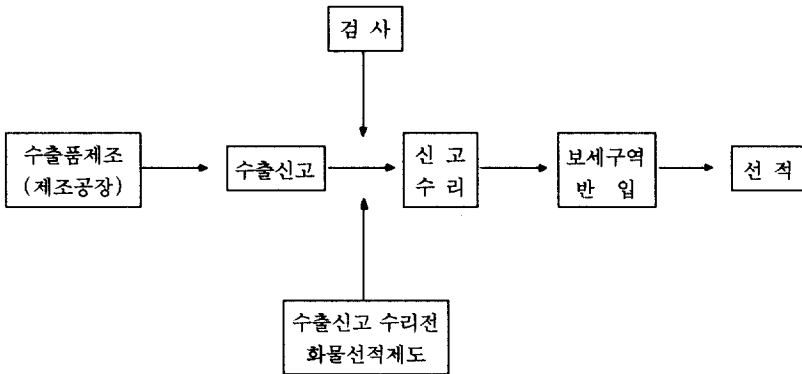 검 사
수출품제조
(제조공장)
수출신고
신 고
수 리
보세구역
반 입
선 적
수출신고 수리전
화물선적제도